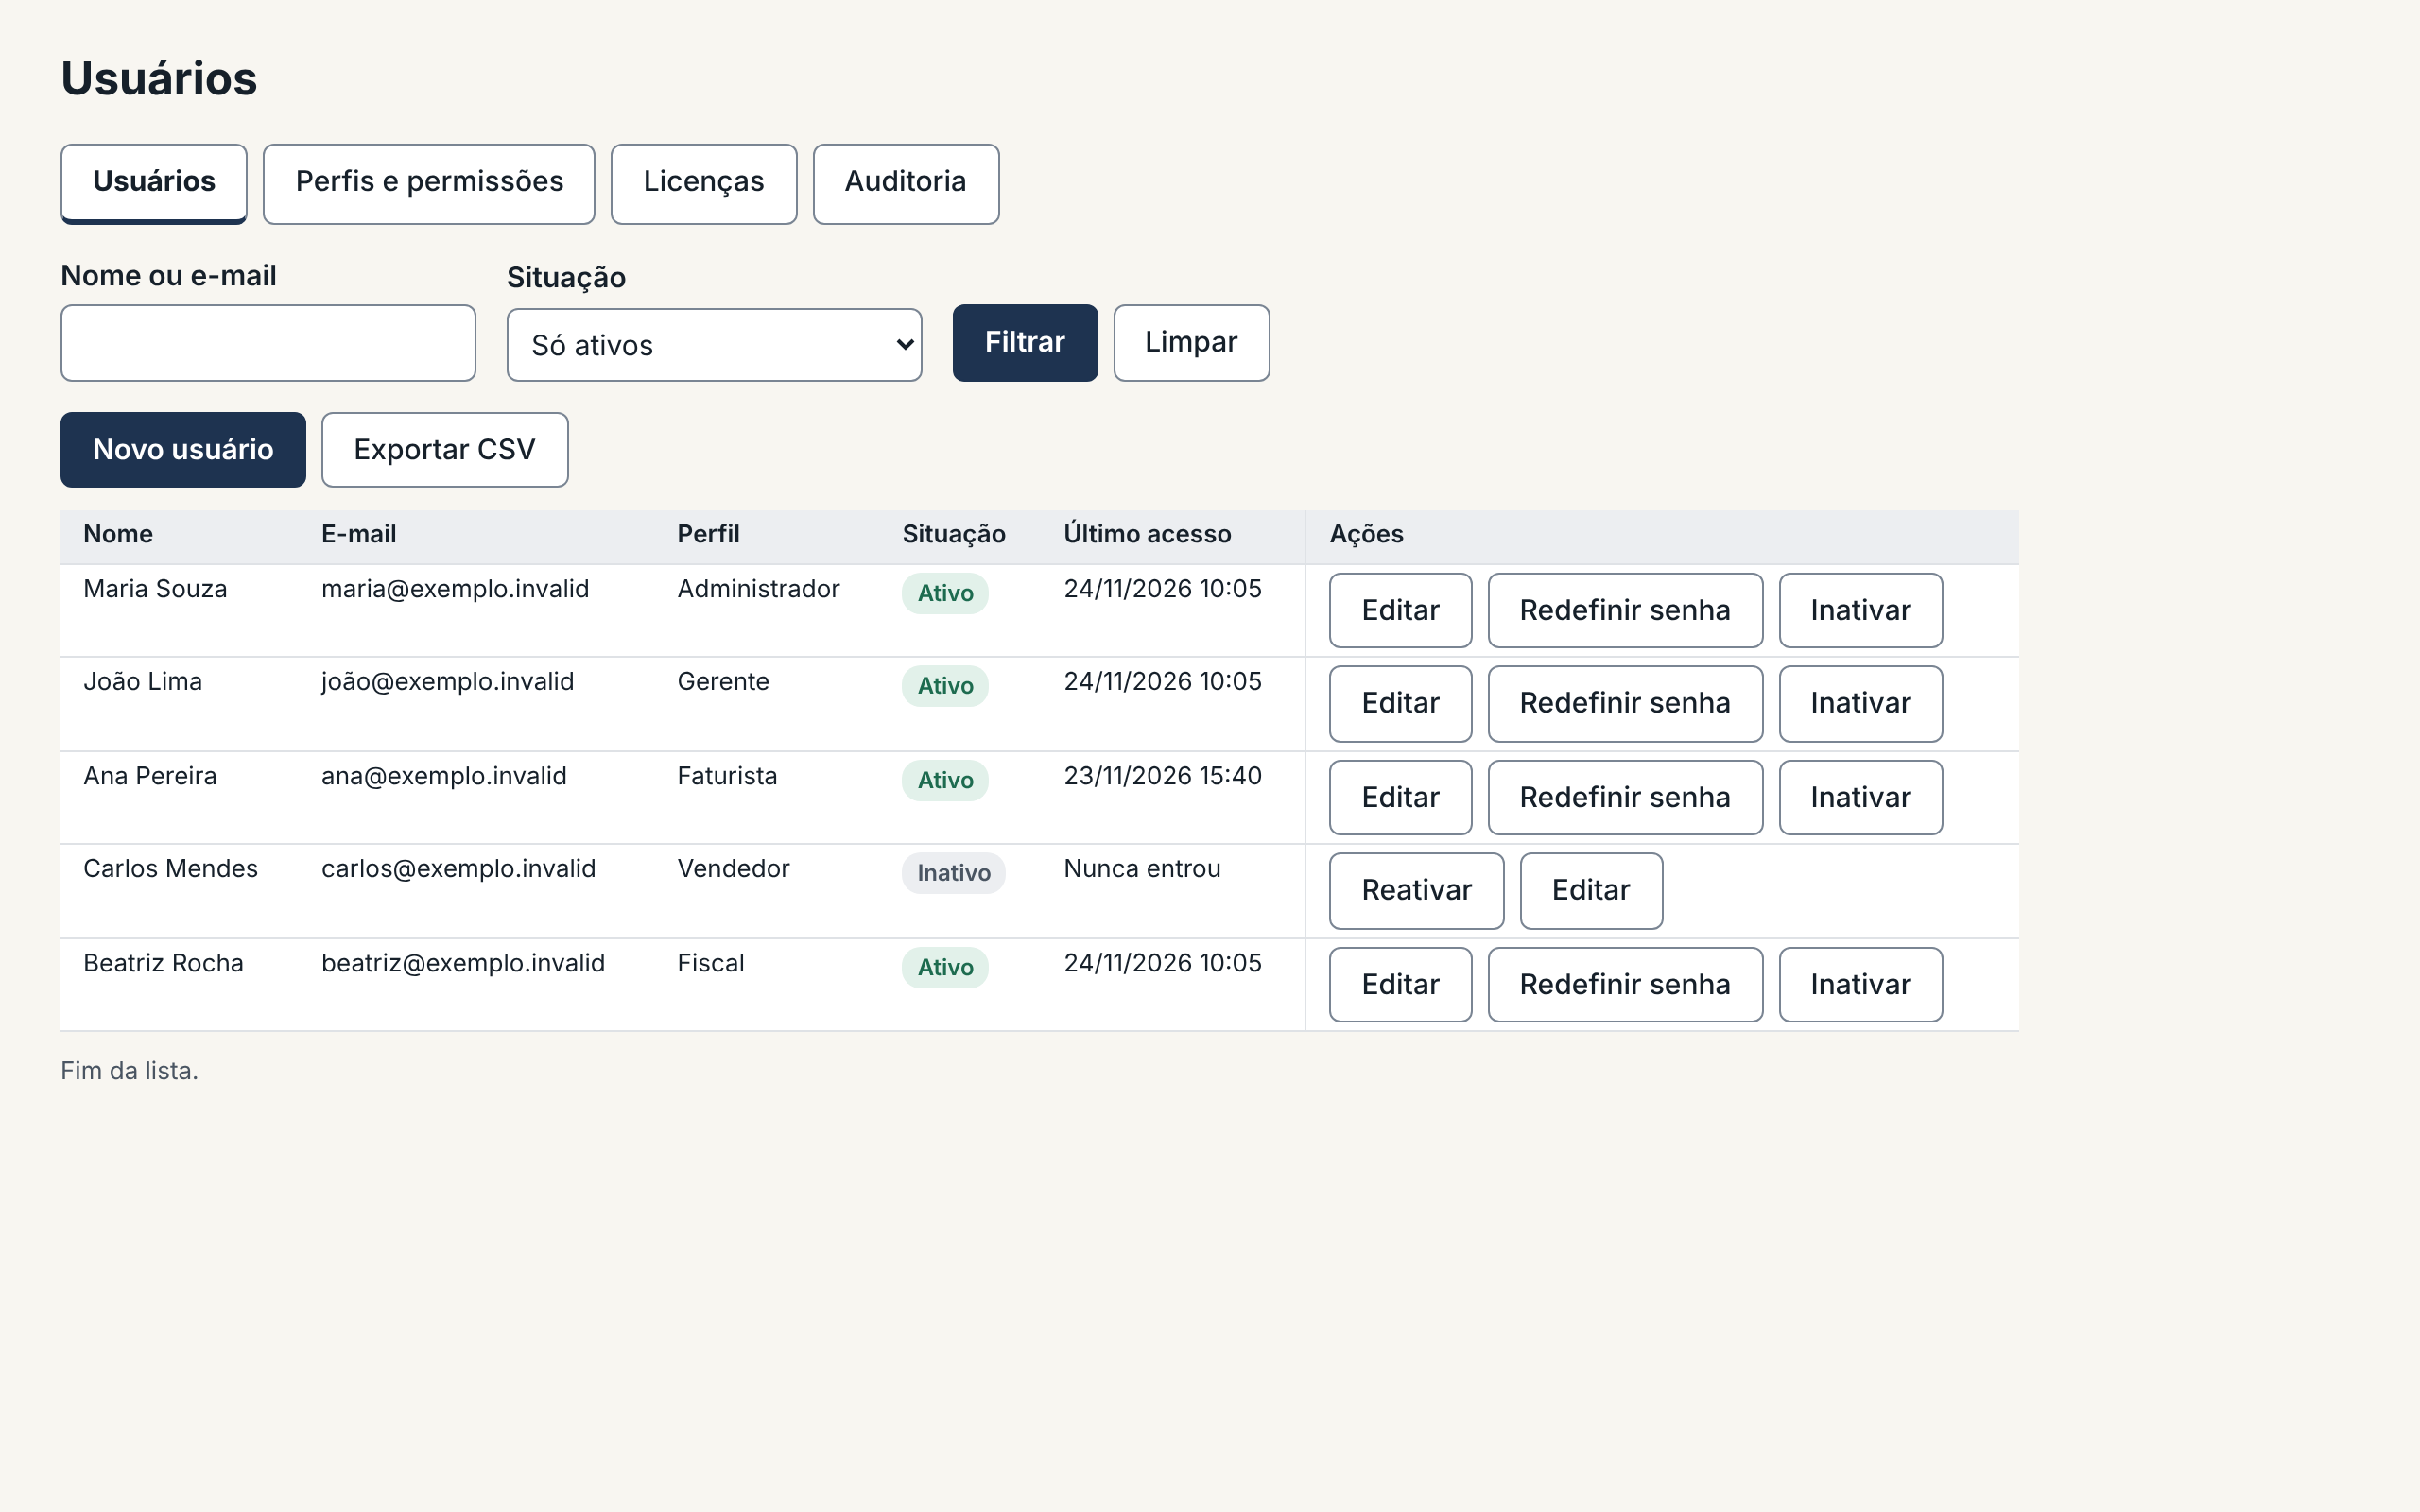 Usuários
Usuários Perfis e permissões Licenças Auditoria
Nome ou e-mail Situação
Só ativos Filtrar Limpar
Novo usuário Exportar CSV
Nome E-mail Perfil Situação Último acesso Ações
Maria Souza maria@exemplo.invalid Administrador Ativo 24/11/2026 10:05 Editar Redefinir senha Inativar
João Lima joão@exemplo.invalid Gerente Ativo 24/11/2026 10:05 Editar Redefinir senha Inativar
Ana Pereira ana@exemplo.invalid Faturista Ativo 23/11/2026 15:40 Editar Redefinir senha Inativar
Carlos Mendes carlos@exemplo.invalid Vendedor Inativo Nunca entrou Reativar Editar
Beatriz Rocha beatriz@exemplo.invalid Fiscal Ativo 24/11/2026 10:05 Editar Redefinir senha Inativar
Fim da lista.